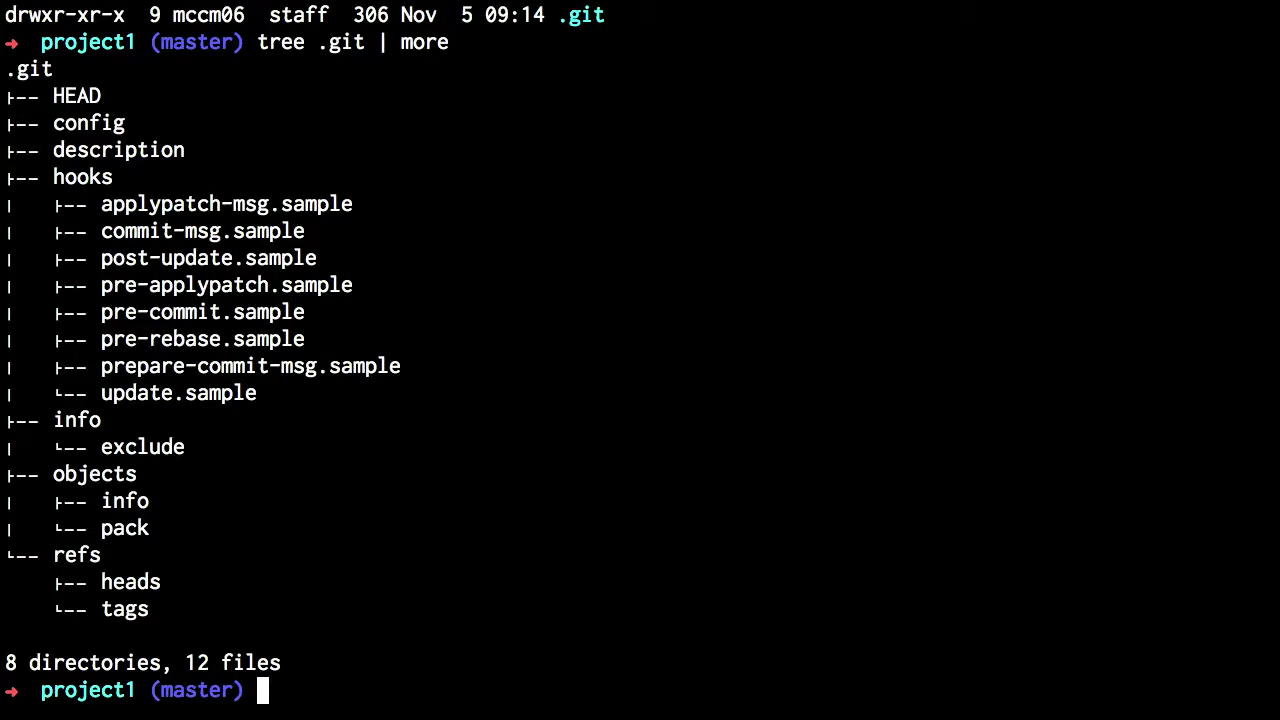 drwxr-xr-x  9 mccm06  staff  306 Nov  5 09:14 .git
➜  project1 (master) tree .git | more
.git
├── HEAD
├── config
├── description
├── hooks
│   ├── applypatch-msg.sample
│   ├── commit-msg.sample
│   ├── post-update.sample
│   ├── pre-applypatch.sample
│   ├── pre-commit.sample
│   ├── pre-rebase.sample
│   ├── prepare-commit-msg.sample
│   └── update.sample
├── info
│   └── exclude
├── objects
│   ├── info
│   └── pack
└── refs
    ├── heads
    └── tags

8 directories, 12 files
➜  project1 (master)